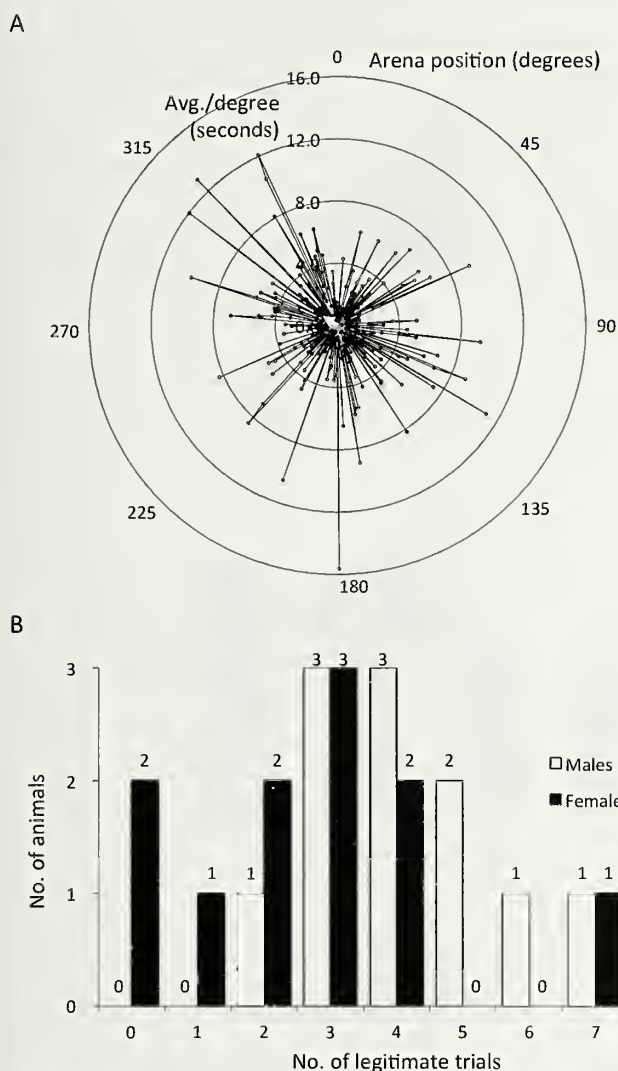 A
0 Arena position (degrees)
16.0
Avg./degree
(seconds)
12.0
315
45
8.0
270
90
225
135
180
B
3
3 3 3
2
2 2 2 2
Males
Female
No. of animals
1
1 1 1 1 1
0
0 0 0 0
0 1 2 3 4 5 6 7
No. of legitimate trials